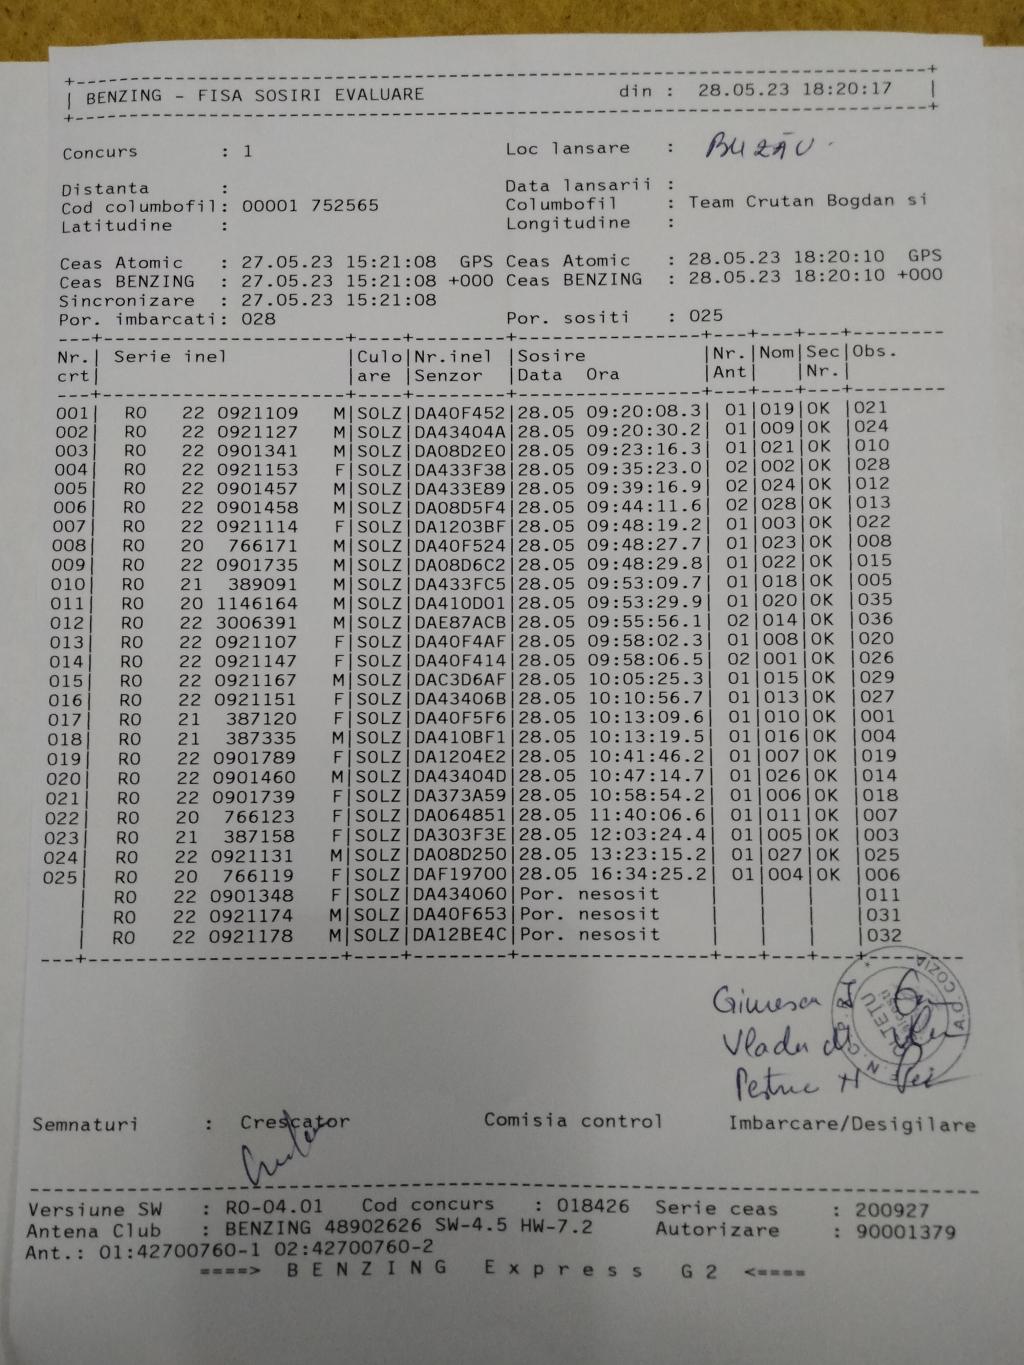 +--------------------------------------------------------------+
| BENZING - FISA SOSIRI EVALUARE din : 28.05.23 18:20:17 |
+--------------------------------------------------------------+
Concurs : 1 Loc lansare : BUZĂU
Distanta : Data lansarii :
Cod columbofil: 00001 752565 Columbofil : Team Crutan Bogdan si
Latitudine : Longitudine :
Ceas Atomic : 27.05.23 15:21:08 GPS Ceas Atomic : 28.05.23 18:20:10 GPS
Ceas BENZING : 27.05.23 15:21:08 +000 Ceas BENZING : 28.05.23 18:20:10 +000
Sincronizare : 27.05.23 15:21:08
Por. imbarcati: 028 Por. sositi : 025
Nr.| Serie inel |Culo|Nr.inel |Sosire |Nr.|Nom|Sec|Obs.
crt| |are |Senzor |Data Ora |Ant| |Nr.|
001| RO 22 0921109 M|SOLZ|DA40F452|28.05 09:20:08.3| 01|019|OK |021
002| RO 22 0921127 M|SOLZ|DA43404A|28.05 09:20:30.2| 01|009|OK |024
003| RO 22 0901341 M|SOLZ|DA08D2E0|28.05 09:23:16.3| 01|021|OK |010
004| RO 22 0921153 F|SOLZ|DA433F38|28.05 09:35:23.0| 02|002|OK |028
005| RO 22 0901457 M|SOLZ|DA433E89|28.05 09:39:16.9| 02|024|OK |012
006| RO 22 0901458 M|SOLZ|DA08D5F4|28.05 09:44:11.6| 02|028|OK |013
007| RO 22 0921114 F|SOLZ|DA1203BF|28.05 09:48:19.2| 01|003|OK |022
008| RO 20 766171 M|SOLZ|DA40F524|28.05 09:48:27.7| 01|023|OK |008
009| RO 22 0901735 M|SOLZ|DA08D6C2|28.05 09:48:29.8| 01|022|OK |015
010| RO 21 389091 M|SOLZ|DA433FC5|28.05 09:53:09.7| 01|018|OK |005
011| RO 20 1146164 M|SOLZ|DA410D01|28.05 09:53:29.9| 01|020|OK |035
012| RO 22 3006391 M|SOLZ|DAE87ACB|28.05 09:55:56.1| 02|014|OK |036
013| RO 22 0921107 F|SOLZ|DA40F4AF|28.05 09:58:02.3| 01|008|OK |020
014| RO 22 0921147 F|SOLZ|DA40F414|28.05 09:58:06.5| 02|001|OK |026
015| RO 22 0921167 M|SOLZ|DAC3D6AF|28.05 10:05:25.3| 01|015|OK |029
016| RO 22 0921151 F|SOLZ|DA43406B|28.05 10:10:56.7| 01|013|OK |027
017| RO 21 387120 F|SOLZ|DA40F5F6|28.05 10:13:09.6| 01|010|OK |001
018| RO 21 387335 M|SOLZ|DA410BF1|28.05 10:13:19.5| 01|016|OK |004
019| RO 22 0901789 F|SOLZ|DA1204E2|28.05 10:41:46.2| 01|007|OK |019
020| RO 22 0901460 M|SOLZ|DA43404D|28.05 10:47:14.7| 01|026|OK |014
021| RO 22 0901739 F|SOLZ|DA373A59|28.05 10:58:54.2| 01|006|OK |018
022| RO 20 766123 F|SOLZ|DA064851|28.05 11:40:06.6| 01|011|OK |007
023| RO 21 387158 F|SOLZ|DA303F3E|28.05 12:03:24.4| 01|005|OK |003
024| RO 22 0921131 M|SOLZ|DA08D250|28.05 13:23:15.2| 01|027|OK |025
025| RO 20 766119 F|SOLZ|DAF19700|28.05 16:34:25.2| 01|004|OK |006
| RO 22 0901348 F|SOLZ|DA434060|Por. nesosit | | | |011
| RO 22 0921174 M|SOLZ|DA40F653|Por. nesosit | | | |031
| RO 22 0921178 M|SOLZ|DA12BE4C|Por. nesosit | | | |032
Semnaturi : Crescator Comisia control Imbarcare/Desigilare
Versiune SW : RO-04.01 Cod concurs : 018426 Serie ceas : 200927
Antena Club : BENZING 48902626 SW-4.5 HW-7.2 Autorizare : 90001379
Ant.: 01:42700760-1 02:42700760-2
====> B E N Z I N G E x p r e s s G 2 <====